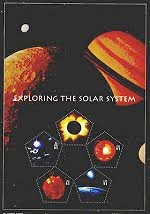 EXPLORING THE SOLAR SYSTEM